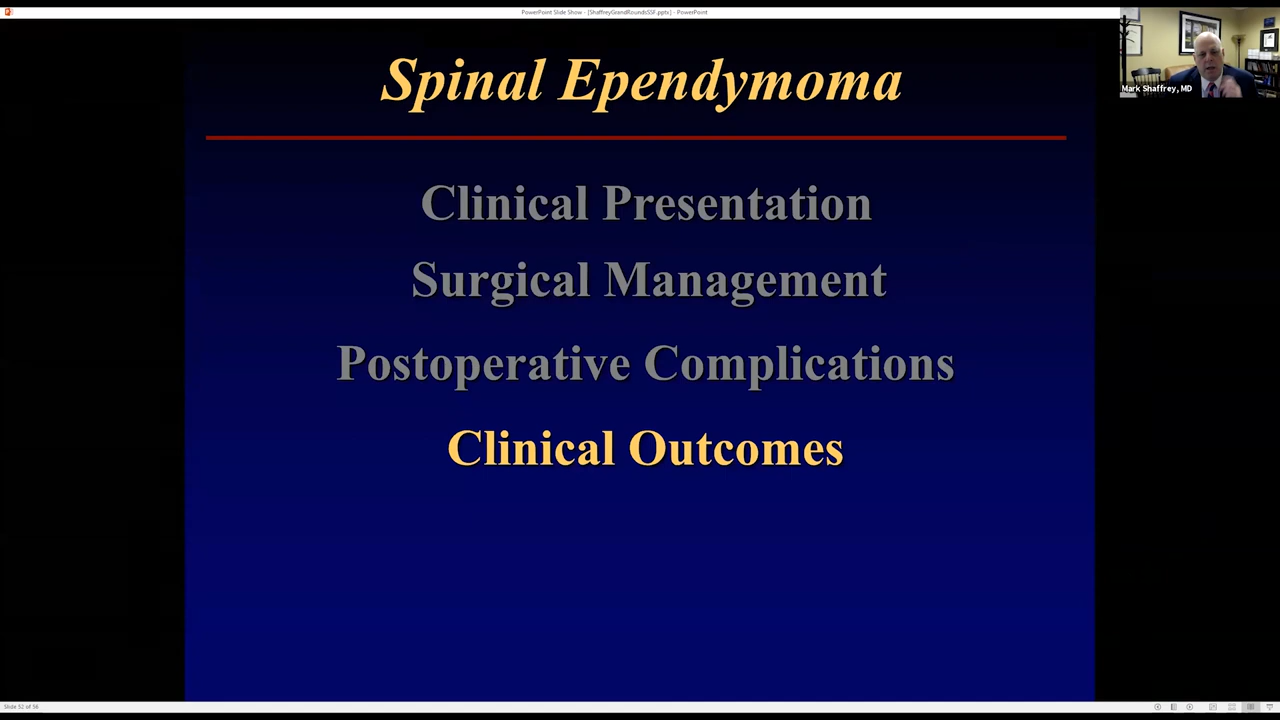 PowerPoint Slide Show - [ShaffreyGrandRoundsSSF.pptx] - PowerPoint
Mark Shaffrey, MD
Spinal Ependymoma
Clinical Presentation
Surgical Management
Postoperative Complications
Clinical Outcomes
Slide 52 of 56